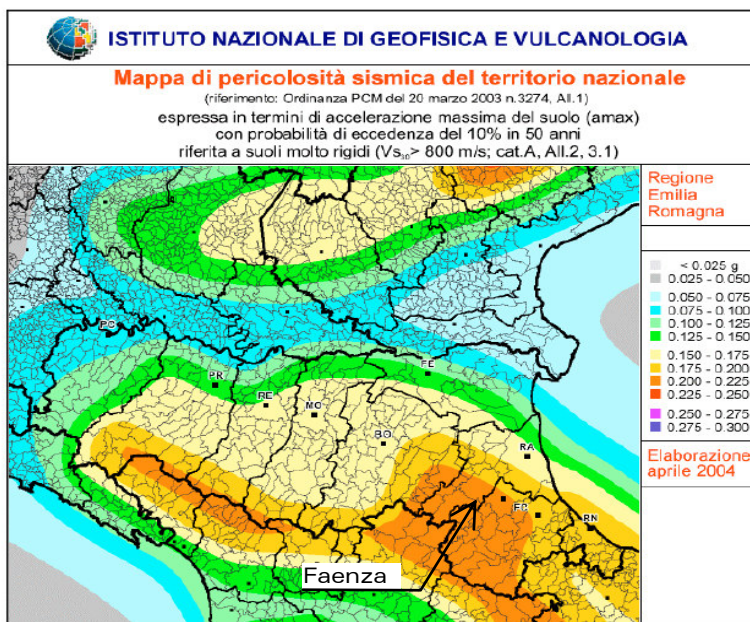 ISTITUTO NAZIONALE DI GEOFISICA E VULCANOLOGIA
Mappa di pericolosità sismica del territorio nazionale
(riferimento: Ordinanza PCM del 20 marzo 2003 n.3274, All.1)
espressa in termini di accelerazione massima del suolo (amax)
con probabilità di eccedenza del 10% in 50 anni
riferita a suoli molto rigidi (Vs₃₀> 800 m/s; cat.A, All.2, 3.1)
Regione
Emilia
Romagna
< 0.025 g
0.025 - 0.050
0.050 - 0.075
0.075 - 0.100
0.100 - 0.125
0.125 - 0.150
0.150 - 0.175
0.175 - 0.200
0.200 - 0.225
0.225 - 0.250
0.250 - 0.275
0.275 - 0.300
Elaborazione
aprile 2004
PC
PR
RE
MO
FE
BO
RA
RN
Faenza